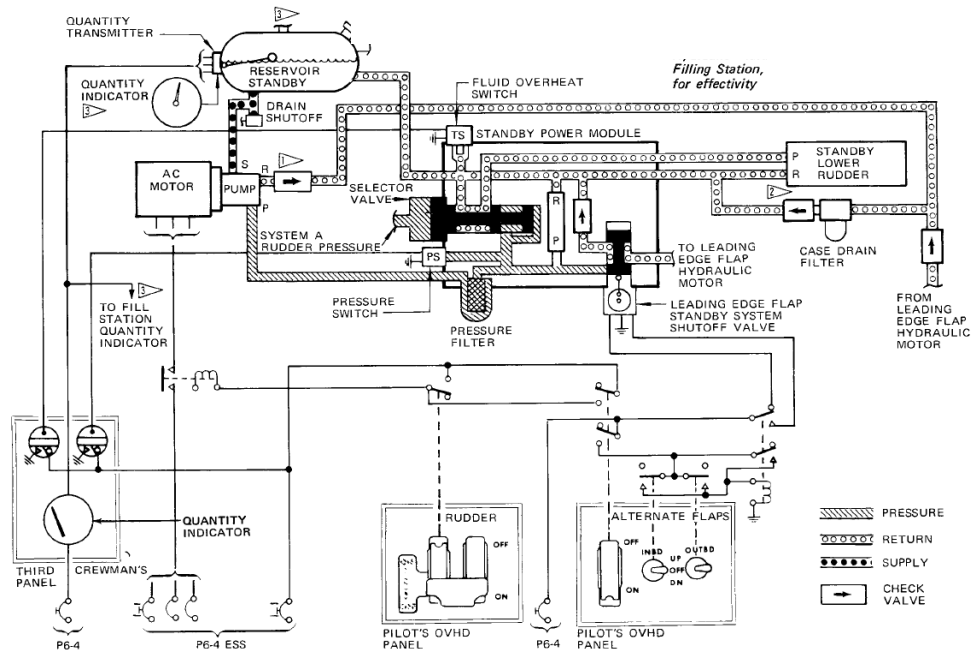 QUANTITY
TRANSMITTER
3
RESERVOIR
STANDBY
QUANTITY
INDICATOR
3
DRAIN
SHUTOFF
FLUID OVERHEAT
SWITCH
Filling Station,
for effectivity
TS
STANDBY POWER MODULE
AC
MOTOR
S
PUMP
R
P
1
SELECTOR
VALVE
SYSTEM A
RUDDER PRESSURE
PS
PRESSURE
SWITCH
PRESSURE
FILTER
R
P
P
R
STANDBY
LOWER
RUDDER
2
CASE DRAIN
FILTER
TO LEADING
EDGE FLAP
HYDRAULIC
MOTOR
LEADING EDGE FLAP
STANDBY SYSTEM
SHUTOFF VALVE
FROM
LEADING
EDGE FLAP
HYDRAULIC
MOTOR
3
TO FILL
STATION
QUANTITY
INDICATOR
QUANTITY
INDICATOR
THIRD CREWMAN'S
PANEL
P6-4
P6-4 ESS
RUDDER
OFF
ON
PILOT'S OVHD
PANEL
P6-4
ALTERNATE FLAPS
OFF
ON
INBD
UP
OFF
DN
OUTBD
PILOT'S OVHD
PANEL
PRESSURE
RETURN
SUPPLY
CHECK
VALVE